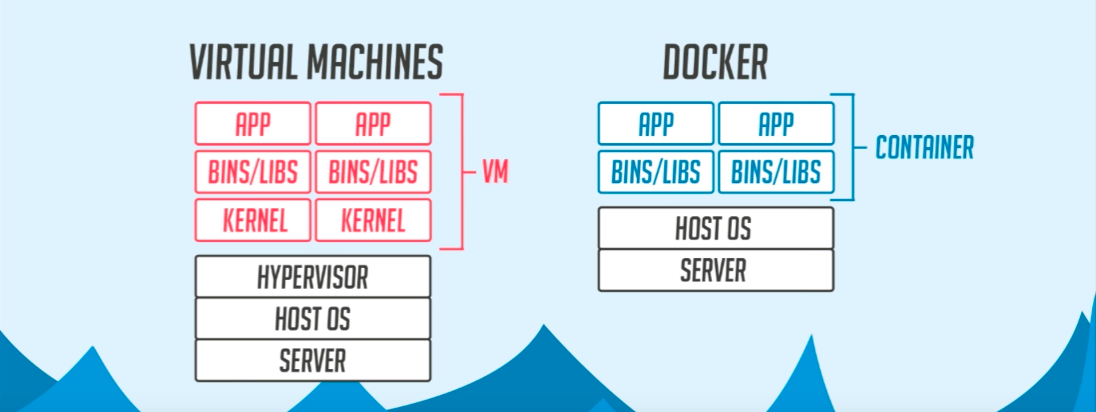 VIRTUAL MACHINES
APP APP
BINS/LIBS BINS/LIBS
KERNEL KERNEL
VM
HYPERVISOR
HOST OS
SERVER
DOCKER
APP APP
BINS/LIBS BINS/LIBS
CONTAINER
HOST OS
SERVER